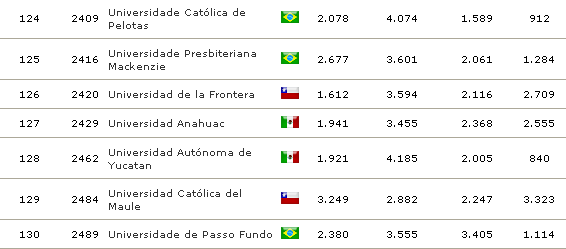 124 2409 Universidade Católica de Pelotas 2.078 4.074 1.589 912
125 2416 Universidade Presbiteriana Mackenzie 2.677 3.601 2.061 1.284
126 2420 Universidad de la Frontera 1.612 3.594 2.116 2.709
127 2429 Universidad Anahuac 1.941 3.455 2.368 2.555
128 2462 Universidad Autónoma de Yucatan 1.921 4.185 2.005 840
129 2484 Universidad Católica del Maule 3.249 2.882 2.247 3.323
130 2489 Universidade de Passo Fundo 2.380 3.555 3.405 1.114